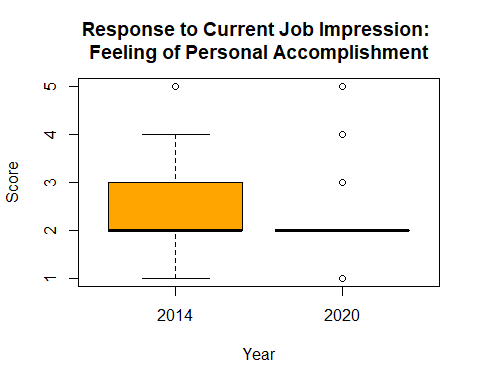 Response to Current Job Impression:
Feeling of Personal Accomplishment
5
4
3
2
1
Score
2014 2020
Year